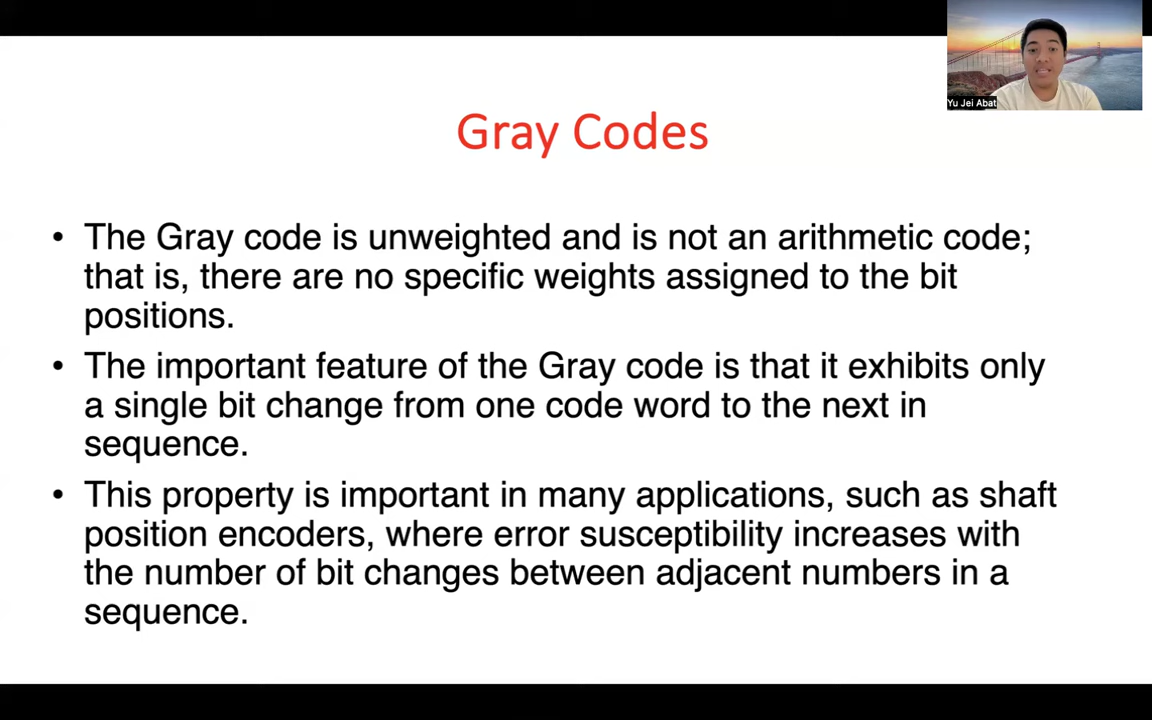 Yu Jei Abat
Gray Codes
• The Gray code is unweighted and is not an arithmetic code;
that is, there are no specific weights assigned to the bit
positions.
• The important feature of the Gray code is that it exhibits only
a single bit change from one code word to the next in
sequence.
• This property is important in many applications, such as shaft
position encoders, where error susceptibility increases with
the number of bit changes between adjacent numbers in a
sequence.